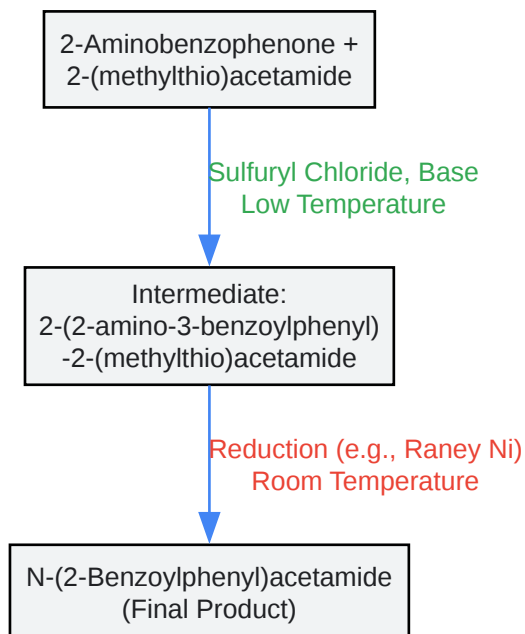 2-Aminobenzophenone +
2-(methylthio)acetamide
Sulfuryl Chloride, Base
Low Temperature
Intermediate:
2-(2-amino-3-benzoylphenyl)
-2-(methylthio)acetamide
Reduction (e.g., Raney Ni)
Room Temperature
N-(2-Benzoylphenyl)acetamide
(Final Product)